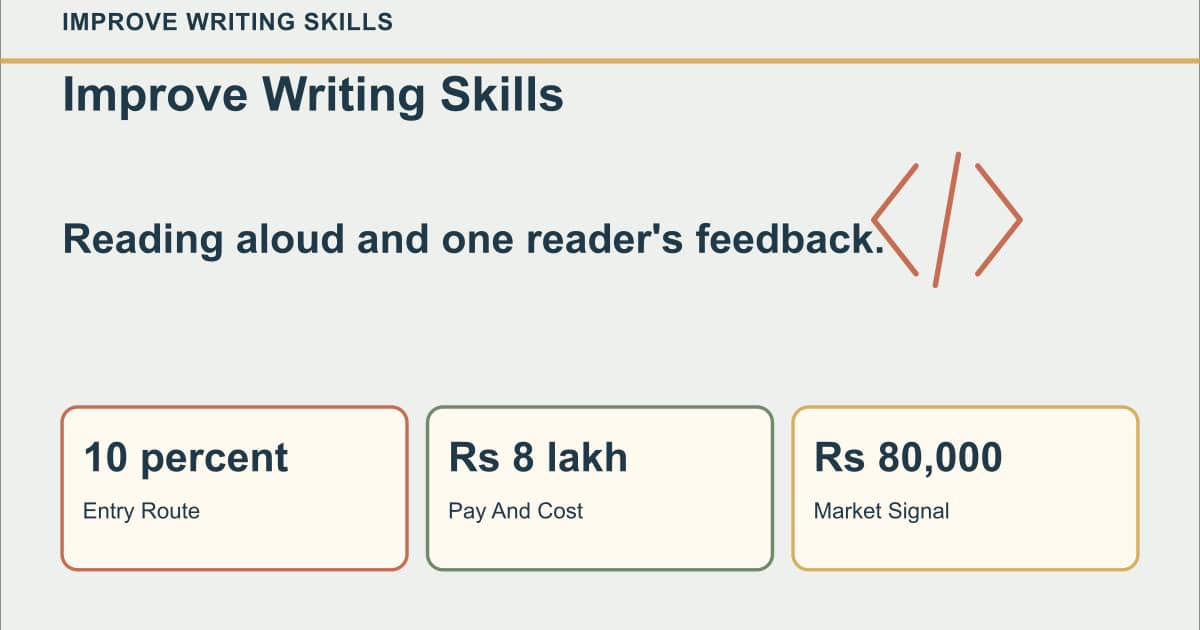 IMPROVE WRITING SKILLS
Improve Writing Skills
Reading aloud and one reader's feedback.
10 percent
Entry Route
Rs 8 lakh
Pay And Cost
Rs 80,000
Market Signal